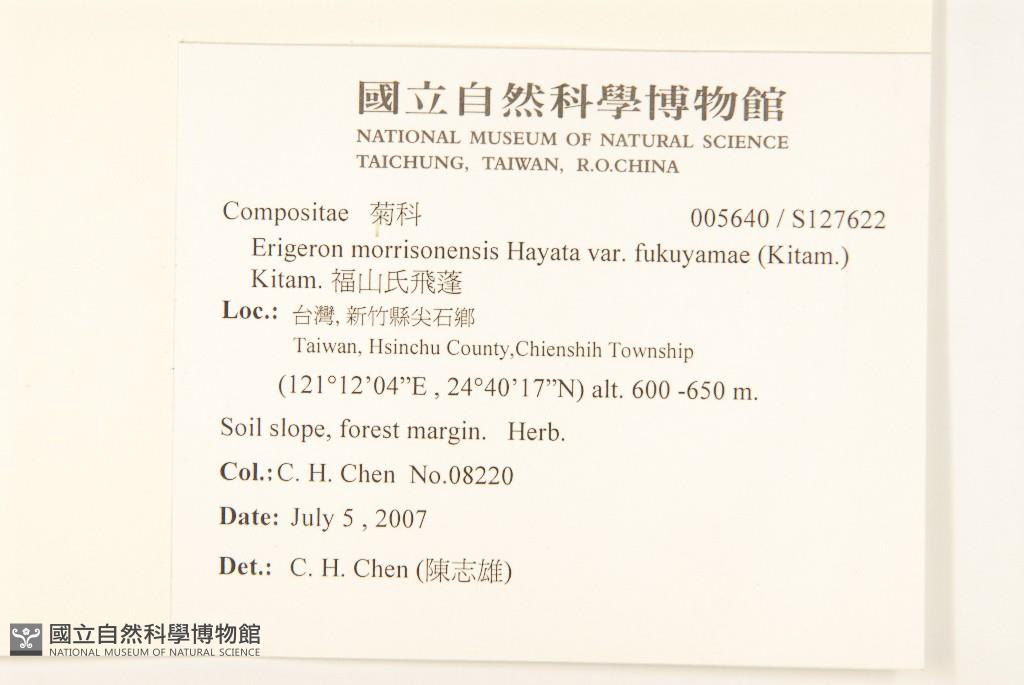 國立自然科學博物館
NATIONAL MUSEUM OF NATURAL SCIENCE
TAICHUNG, TAIWAN, R.O.CHINA
Compositae 菊科 005640 / S127622
Erigeron morrisonensis Hayata var. fukuyamae (Kitam.)
Kitam. 福山氏飛蓬
Loc.: 台灣, 新竹縣尖石鄉
Taiwan, Hsinchu County,Chienshih Township
(121°12’04”E , 24°40’17”N) alt. 600 -650 m.
Soil slope, forest margin. Herb.
Col.: C. H. Chen No.08220
Date: July 5 , 2007
Det.: C. H. Chen (陳志雄)
國立自然科學博物館
NATIONAL MUSEUM OF NATURAL SCIENCE